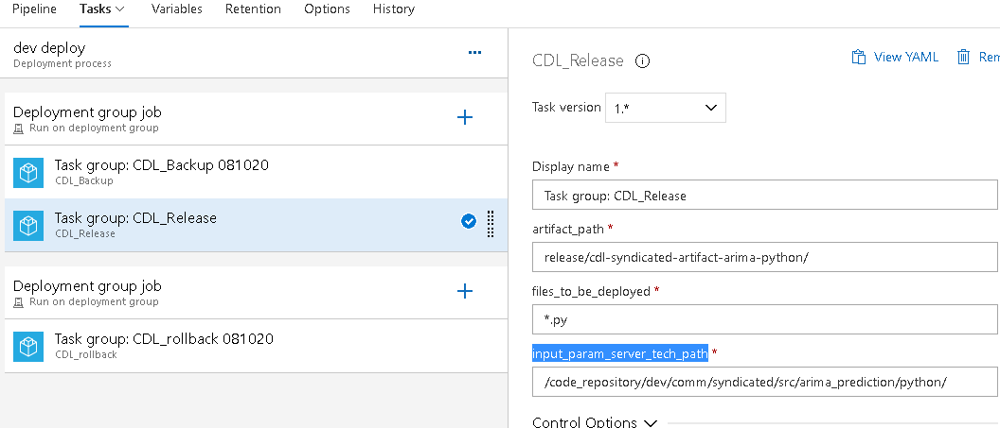 Pipeline Tasks Variables Retention Options History
dev deploy
Deployment process
Deployment group job
Run on deployment group
Task group: CDL_Backup 081020
CDL_Backup
Task group: CDL_Release
CDL_Release
Deployment group job
Run on deployment group
Task group: CDL_rollback 081020
CDL_rollback
CDL_Release
View YAML
Task version 1.*
Display name *
Task group: CDL_Release
artifact_path *
release/cdl-syndicated-artifact-arima-python/
files_to_be_deployed *
*.py
input_param_server_tech_path *
/code_repository/dev/comm/syndicated/src/arima_prediction/python/
Control Options